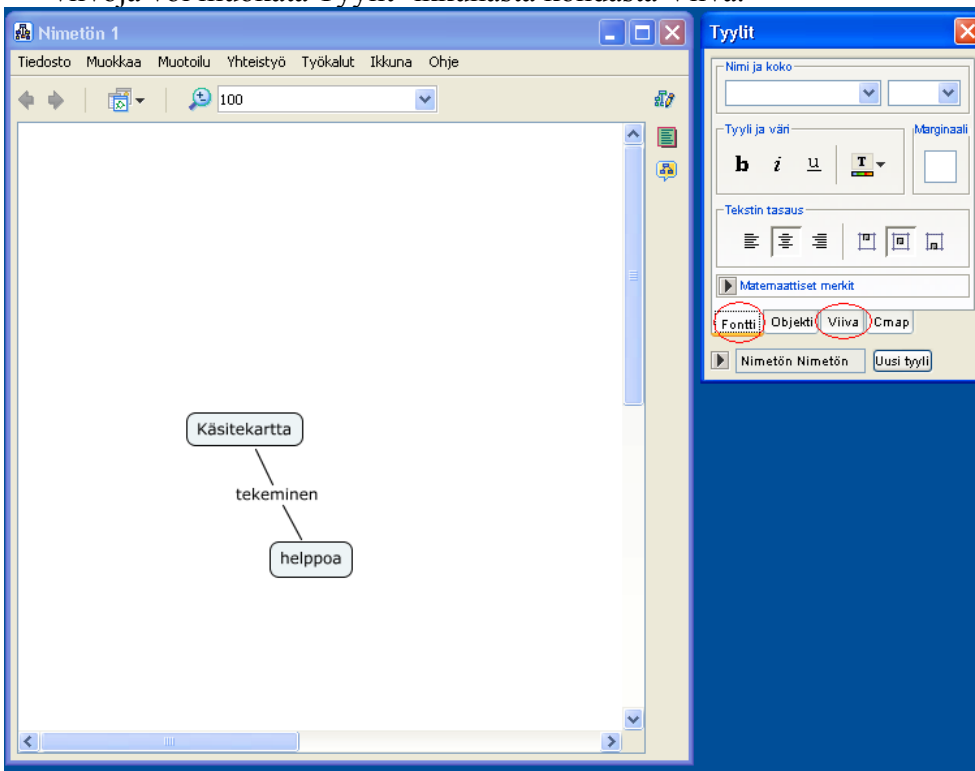 viivoja voi muokata Tyylit -ikkunasta kohdasta Viiva.
Nimetön 1
Tiedosto Muokkaa Muotoilu Yhteistyö Työkalut Ikkuna Ohje
100
Käsitekartta
tekeminen
helppoa
Tyylit
Nimi ja koko
Tyyli ja väri
Marginaali
b i u T
Tekstin tasaus
Matemaattiset merkit
Fontti Objekti Viiva Cmap
Nimetön Nimetön Uusi tyyli